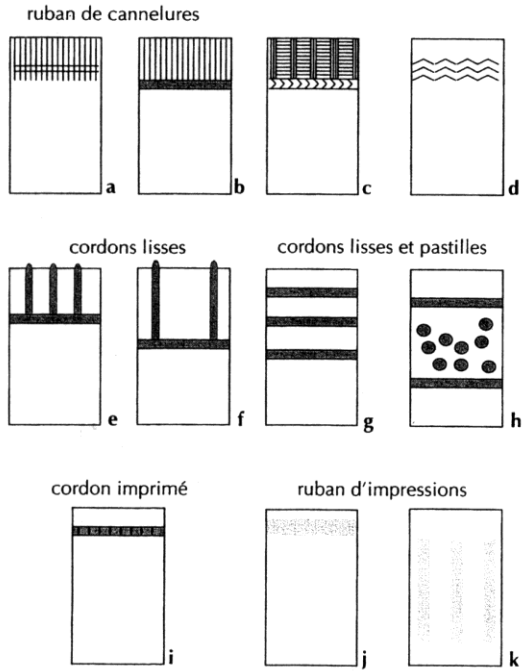 ruban de cannelures
a b c d
cordons lisses cordons lisses et pastilles
e f g h
cordon imprimé ruban d'impressions
i j k